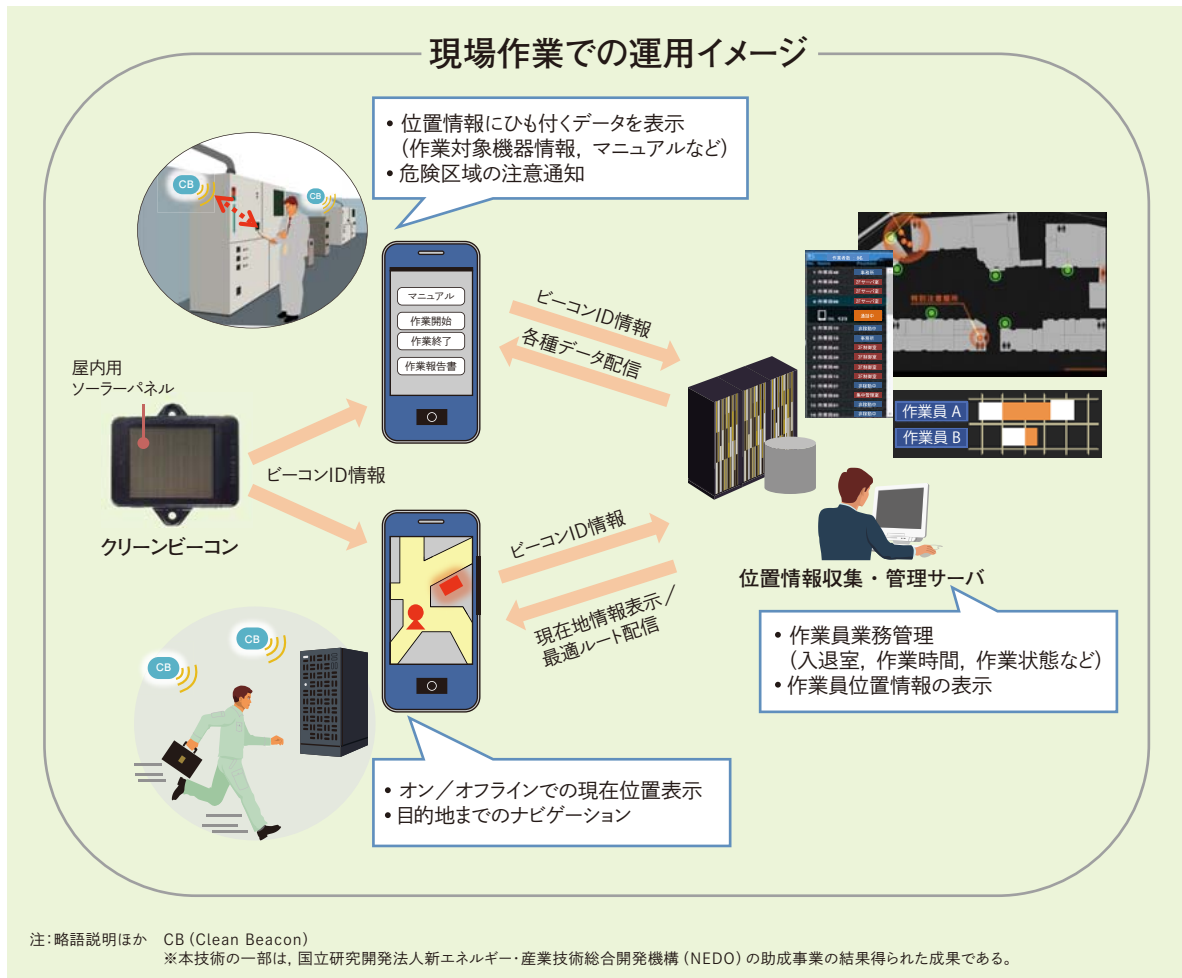 現場作業での運用イメージ
• 位置情報にひも付くデータを表示
(作業対象機器情報, マニュアルなど)
• 危険区域の注意通知
CB
CB
マニュアル
作業開始
作業終了
作業報告書
ビーコンID情報
各種データ配信
特別注意箇所
作業員 A
作業員 B
屋内用
ソーラーパネル
ビーコンID情報
クリーンビーコン
ビーコンID情報
現在地情報表示/
最適ルート配信
位置情報収集・管理サーバ
• 作業員業務管理
(入退室, 作業時間, 作業状態など)
• 作業員位置情報の表示
CB
CB
• オン/オフラインでの現在位置表示
• 目的地までのナビゲーション
注:略語説明ほか CB (Clean Beacon)
※本技術の一部は, 国立研究開発法人新エネルギー・産業技術総合開発機構 (NEDO) の助成事業の結果得られた成果である。